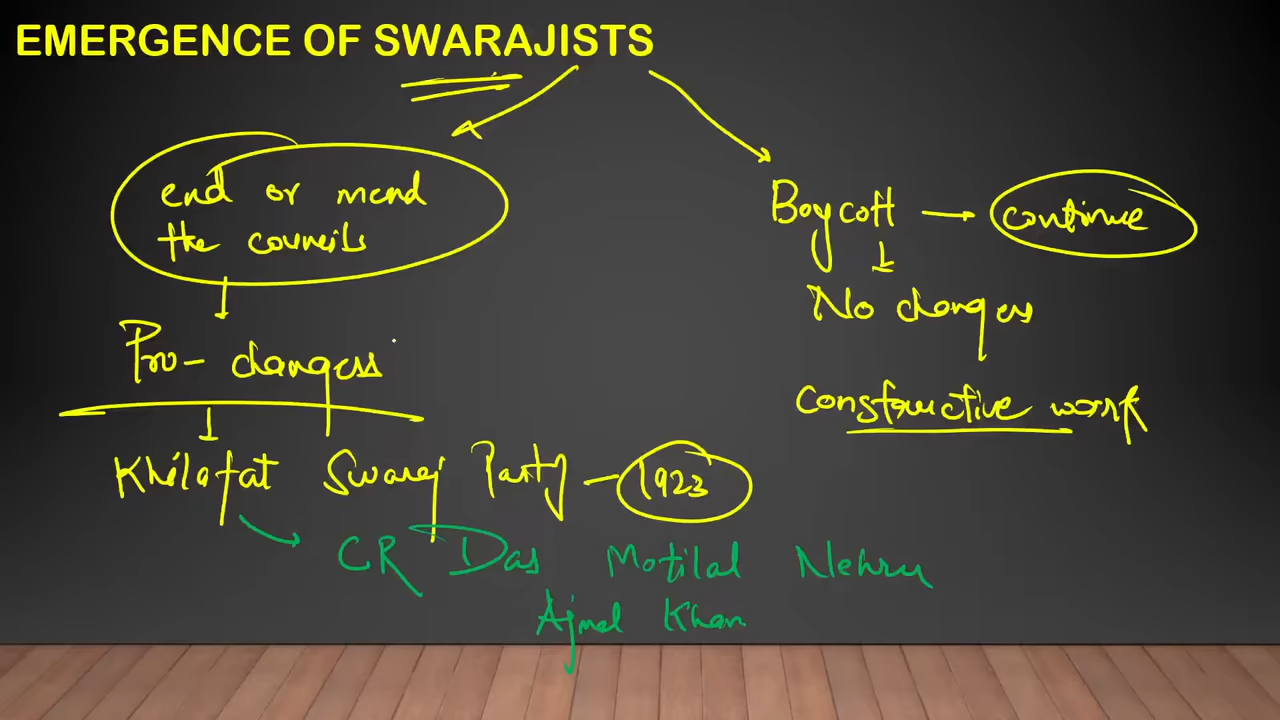 EMERGENCE OF SWARAJISTS
end or mend
the councils
Pro-changess
Khilafat Swaraj Party - 1923
CR Das Motilal Nehru
Ajmal Khan
Boycott → continue
No changes
constructive work